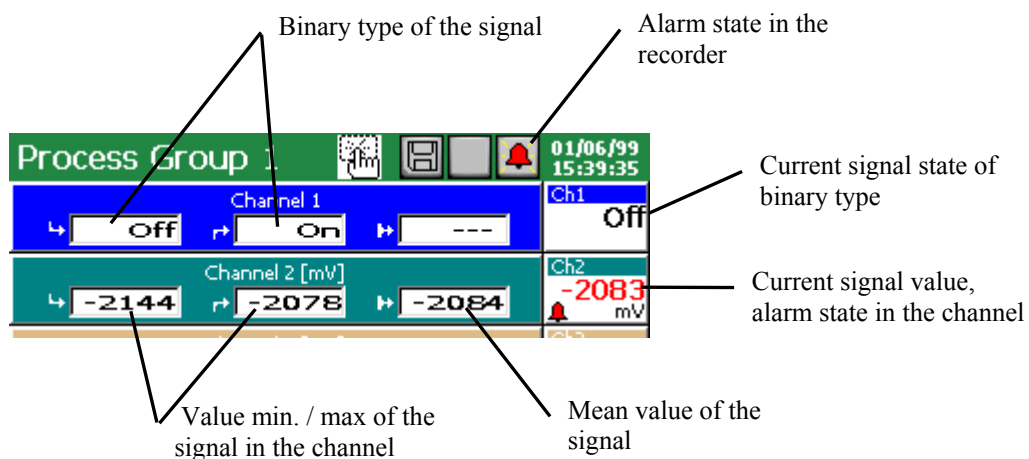 Binary type of the signal
Alarm state in the
recorder
Process Group 1
01/06/99
15:39:35
Channel 1
Off
On
---
Ch1
Off
Current signal state of
binary type
Channel 2 [mV]
-2144
-2078
-2084
Ch2
-2083
mV
Current signal value,
alarm state in the channel
Value min. / max of the
signal in the channel
Mean value of the
signal